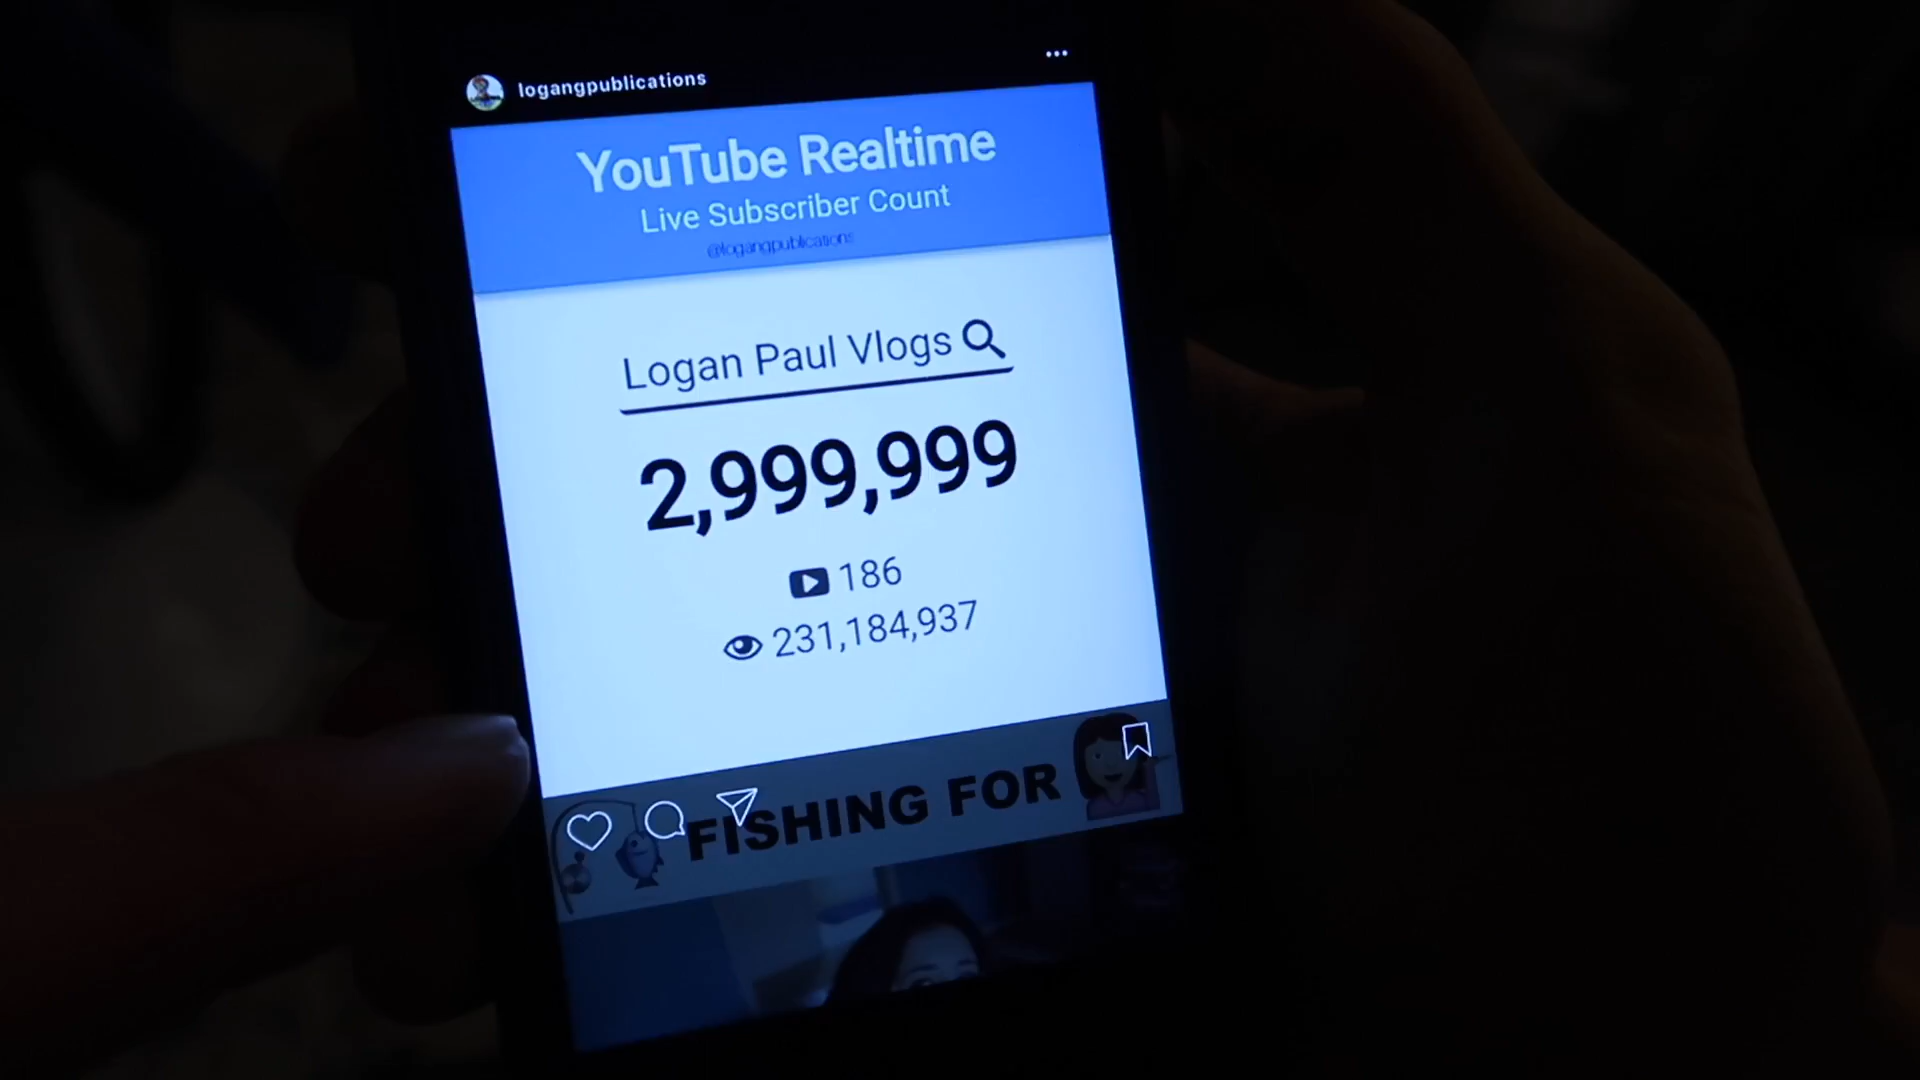 logangpublications
YouTube Realtime
Live Subscriber Count
@logangpublications
Logan Paul Vlogs
2,999,999
186
231,184,937
FISHING FOR